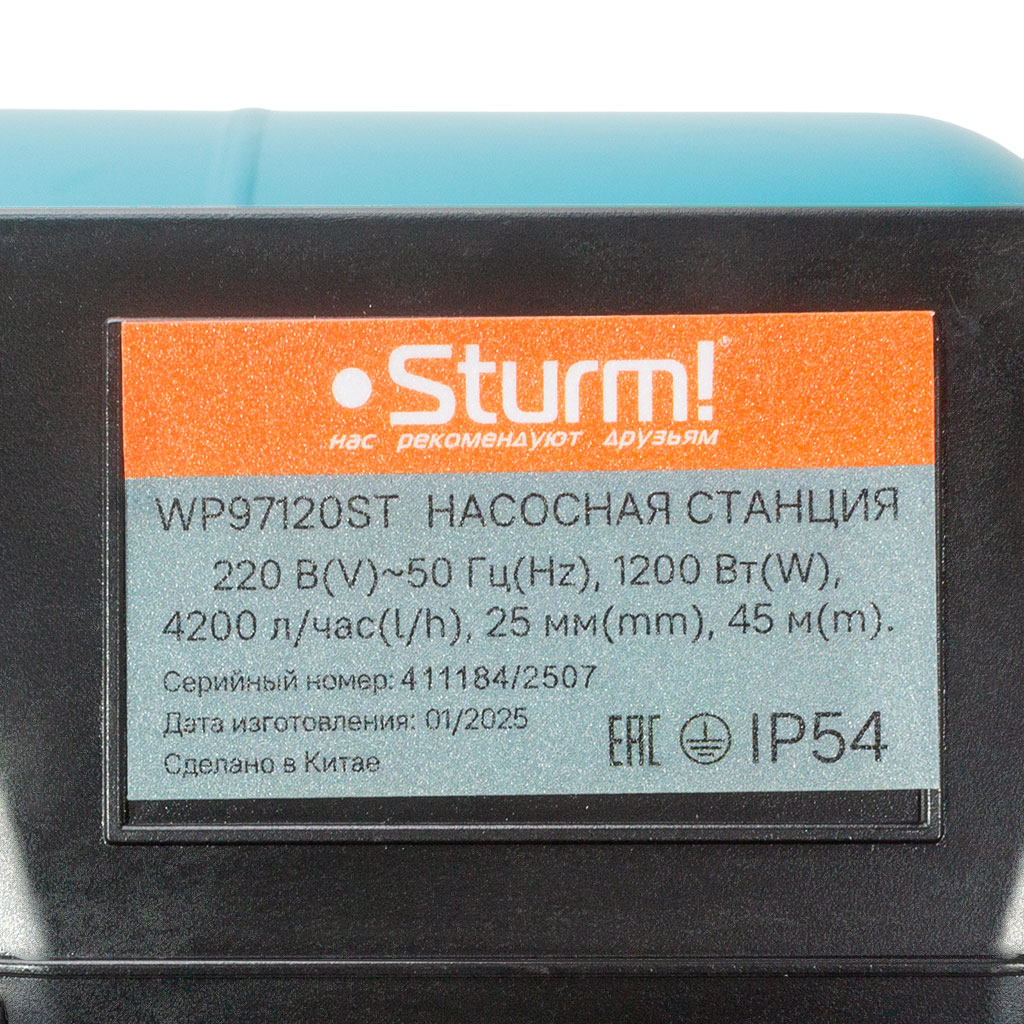 Sturm!®
нас рекомендуют друзьям
WP97120ST НАСОСНАЯ СТАНЦИЯ
220 В(V)~50 Гц(Hz), 1200 Вт(W),
4200 л/час(l/h), 25 мм(mm), 45 м(m).
Серийный номер: 411184/2507
Дата изготовления: 01/2025
Сделано в Китае
EAC IP54